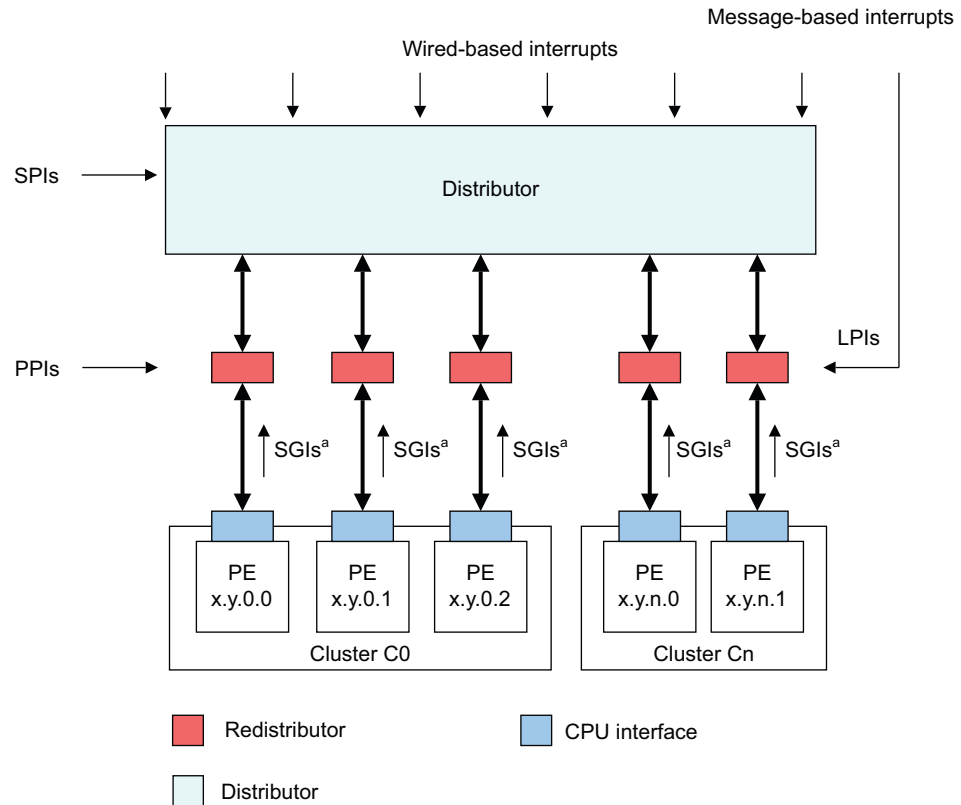 Message-based interrupts
Wired-based interrupts
SPIs
Distributor
PPIs
LPIs
SGIsᵃ
SGIsᵃ
SGIsᵃ
SGIsᵃ
SGIsᵃ
PE
x.y.0.0
PE
x.y.0.1
PE
x.y.0.2
PE
x.y.n.0
PE
x.y.n.1
Cluster C0
Cluster Cn
Redistributor
CPU interface
Distributor